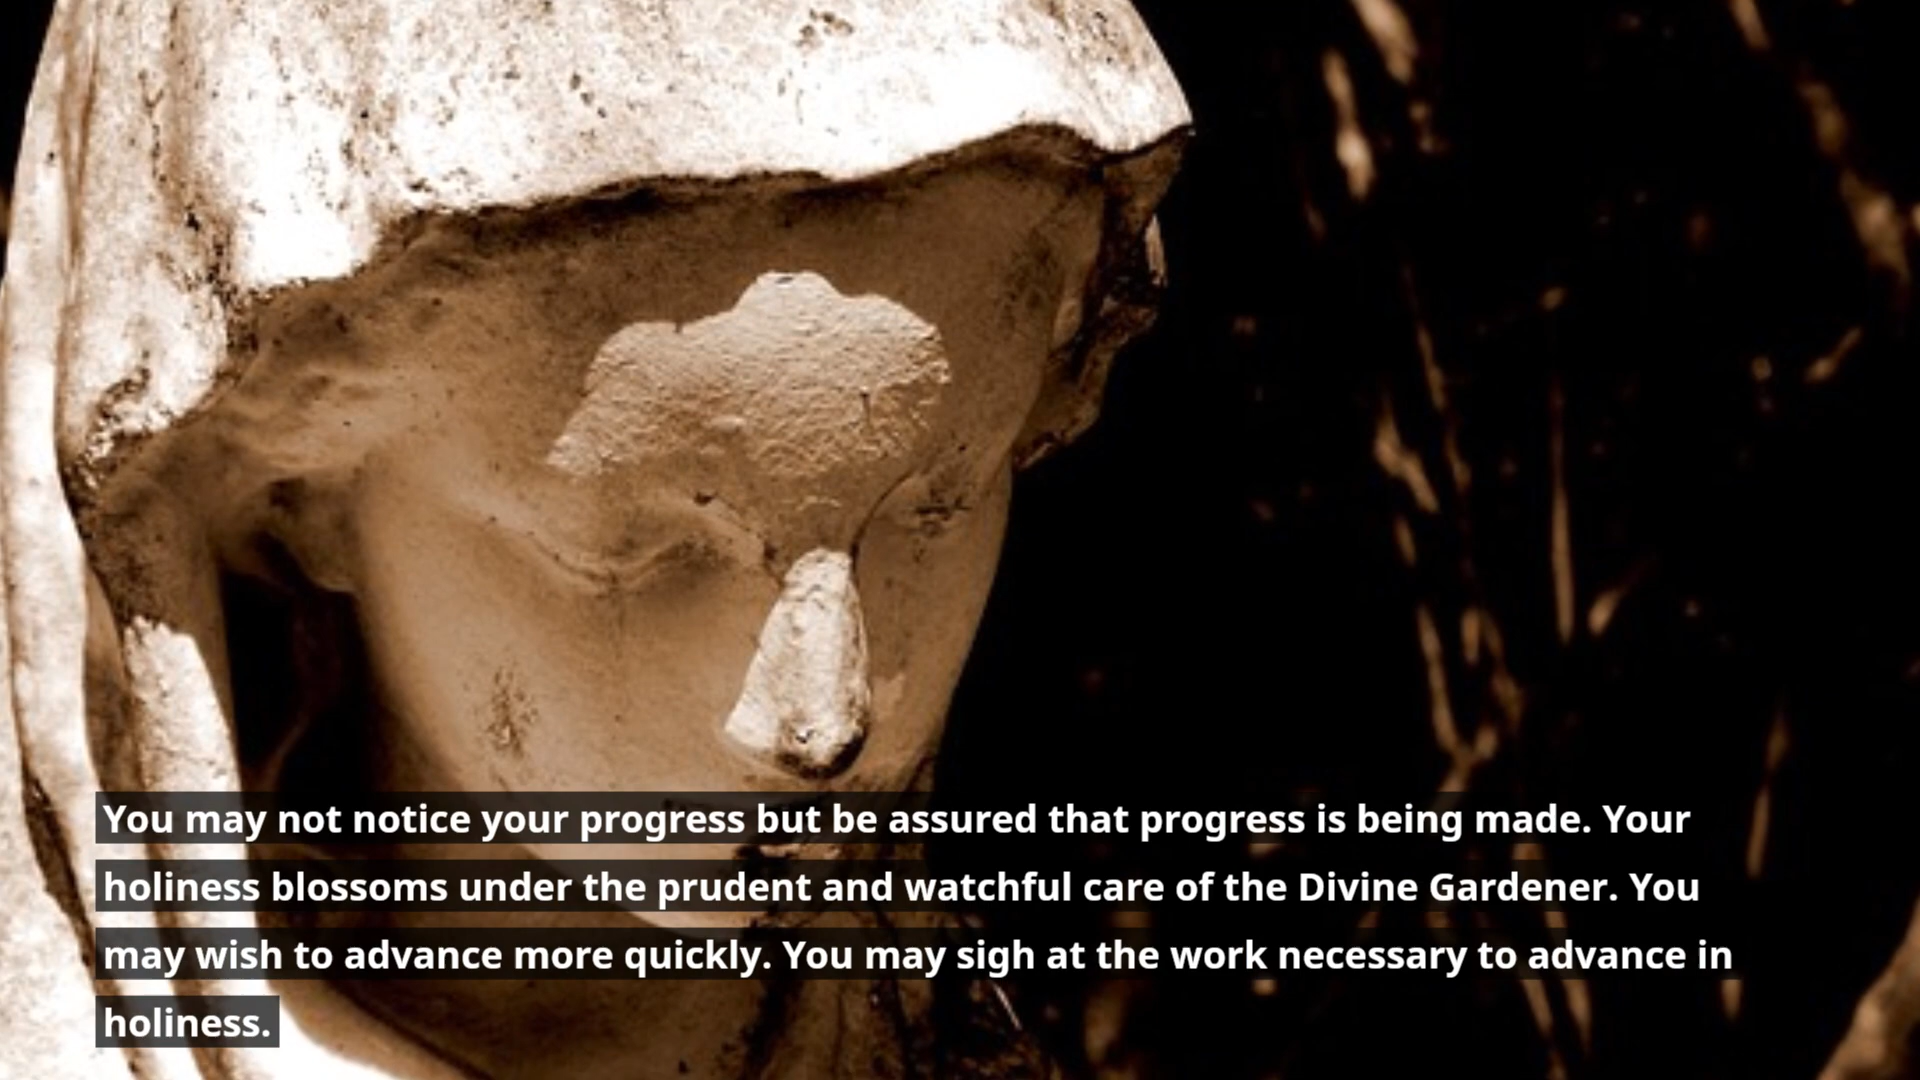 You may not notice your progress but be assured that progress is being made. Your
holiness blossoms under the prudent and watchful care of the Divine Gardener. You
may wish to advance more quickly. You may sigh at the work necessary to advance in
holiness.